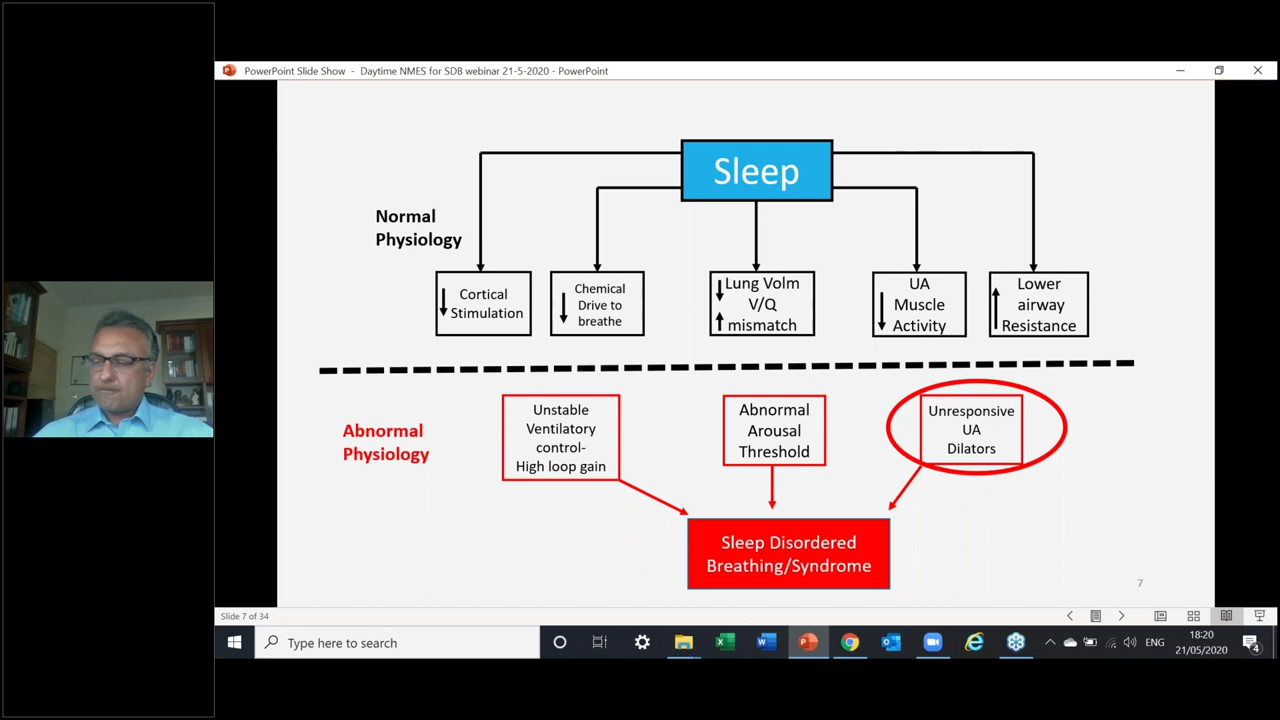 PowerPoint Slide Show - Daytime NMES for SDB webinar 21-5-2020 - PowerPoint
Sleep
Normal
Physiology
Cortical
Stimulation
Chemical
Drive to
breathe
Lung Volm
V/Q
mismatch
UA
Muscle
Activity
Lower
airway
Resistance
Abnormal
Physiology
Unstable
Ventilatory
control-
High loop gain
Abnormal
Arousal
Threshold
Unresponsive
UA
Dilators
Sleep Disordered
Breathing/Syndrome
7
Slide 7 of 34
Type here to search
ENG
18:20
21/05/2020
4